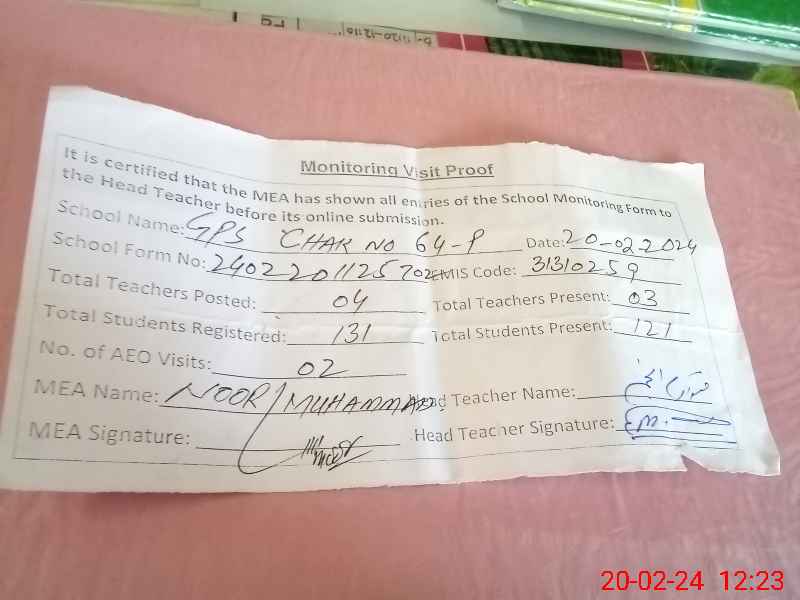 Monitoring Visit Proof
It is certified that the MEA has shown all entries of the School Monitoring Form to
the Head Teacher before its online submission.
School Name: GPS CHAK NO 64-P Date: 20-02-2024
School Form No: 2402220112570 EMIS Code: 31310259
Total Teachers Posted: 04 Total Teachers Present: 03
Total Students Registered: 131 Total Students Present: 121
No. of AEO Visits: 02
MEA Name: NOOR MUHAMMAD Head Teacher Name:
MEA Signature: Head Teacher Signature:
20-02-24 12:23